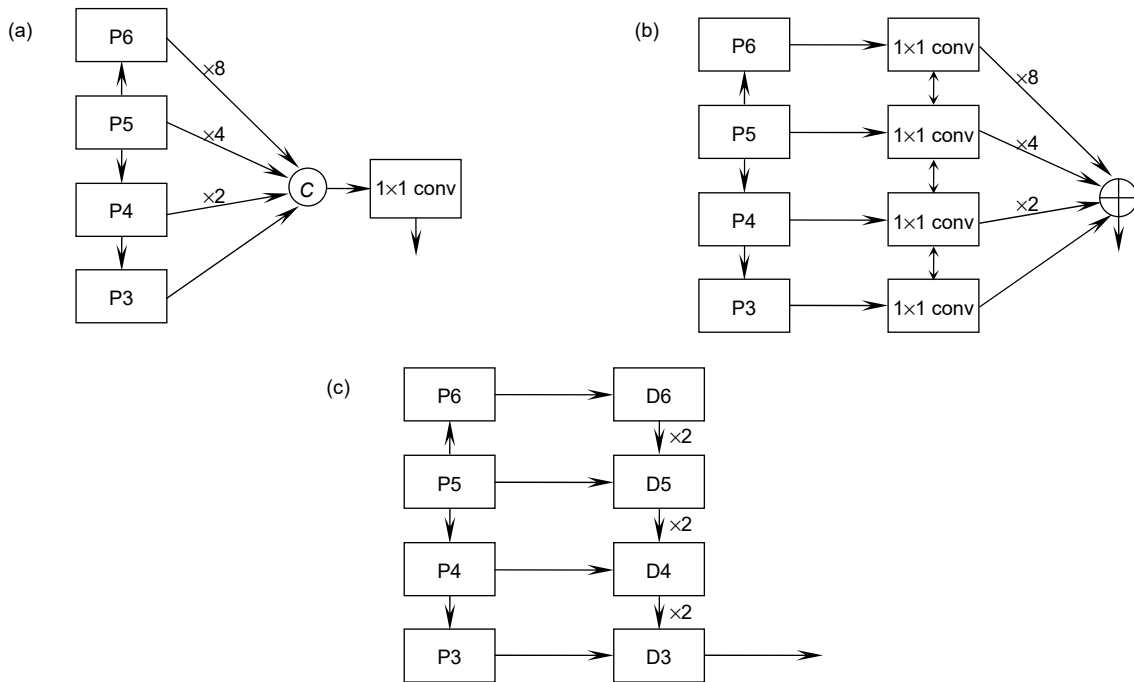 (a)
P6
×8
P5
×4
P4
×2
P3
C
1×1 conv
(b)
P6
1×1 conv
×8
P5
1×1 conv
×4
P4
1×1 conv
×2
P3
1×1 conv
(c)
P6
D6
×2
P5
D5
×2
P4
D4
×2
P3
D3